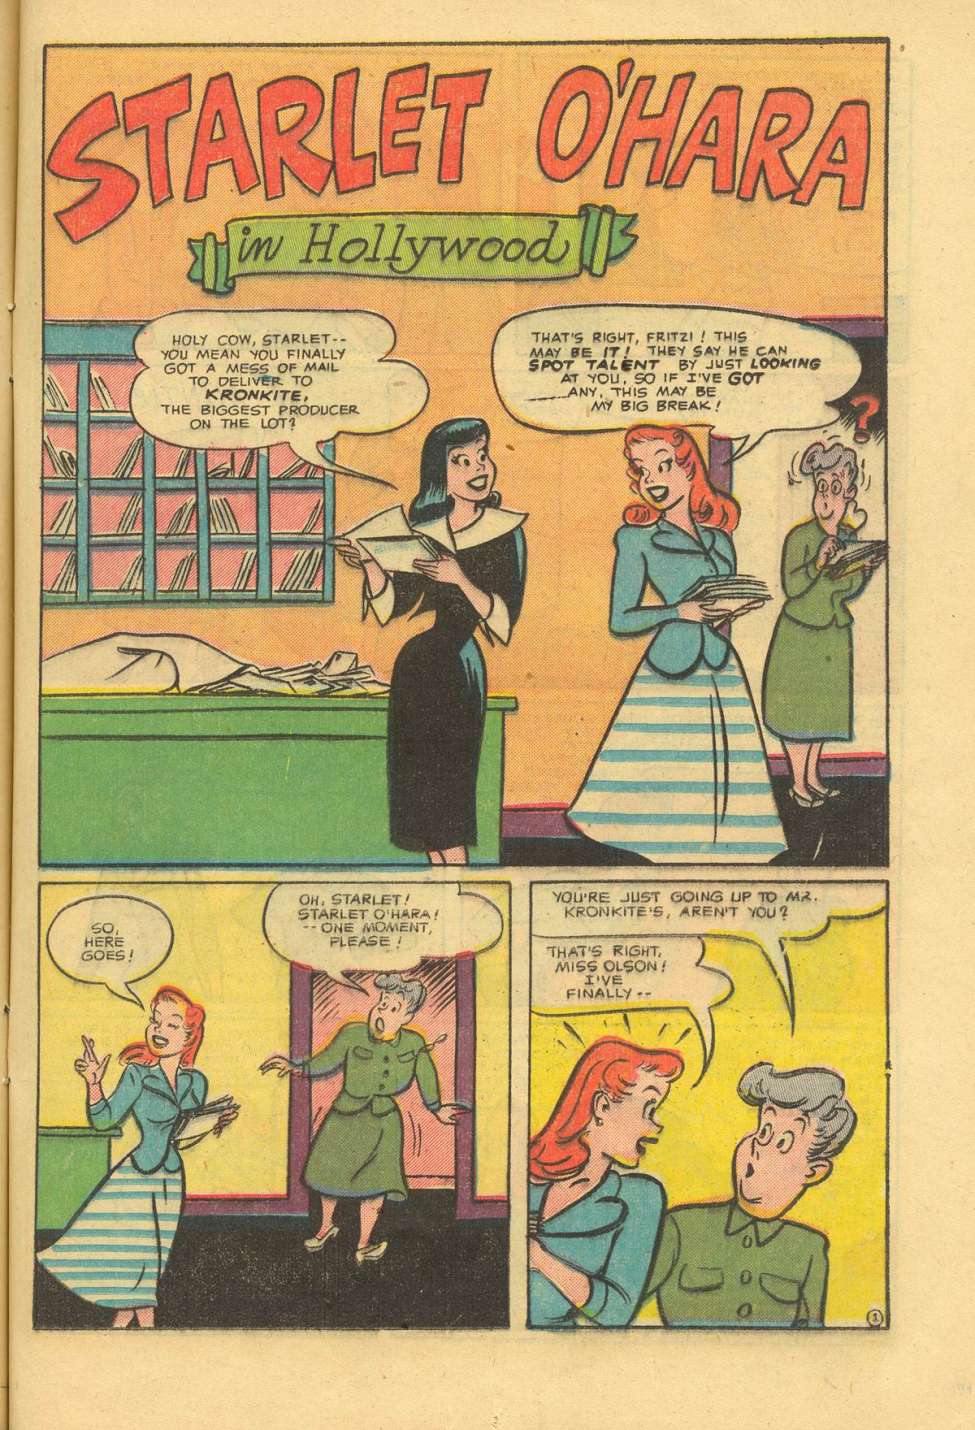 STARLET O'HARA
in Hollywood
HOLY COW, STARLET--
YOU MEAN YOU FINALLY
GOT A MESS OF MAIL
TO DELIVER TO
KRONKITE,
THE BIGGEST PRODUCER
ON THE LOT?
THAT'S RIGHT, FRITZI! THIS
MAY BE IT! THEY SAY HE CAN
SPOT TALENT BY JUST LOOKING
AT YOU, SO IF I'VE GOT
ANY, THIS MAY BE
MY BIG BREAK!
?
SO,
HERE
GOES!
OH, STARLET!
STARLET O'HARA!
-- ONE MOMENT,
PLEASE!
YOU'RE JUST GOING UP TO MR.
KRONKITE'S, AREN'T YOU?
THAT'S RIGHT,
MISS OLSON!
I'VE
FINALLY--
1